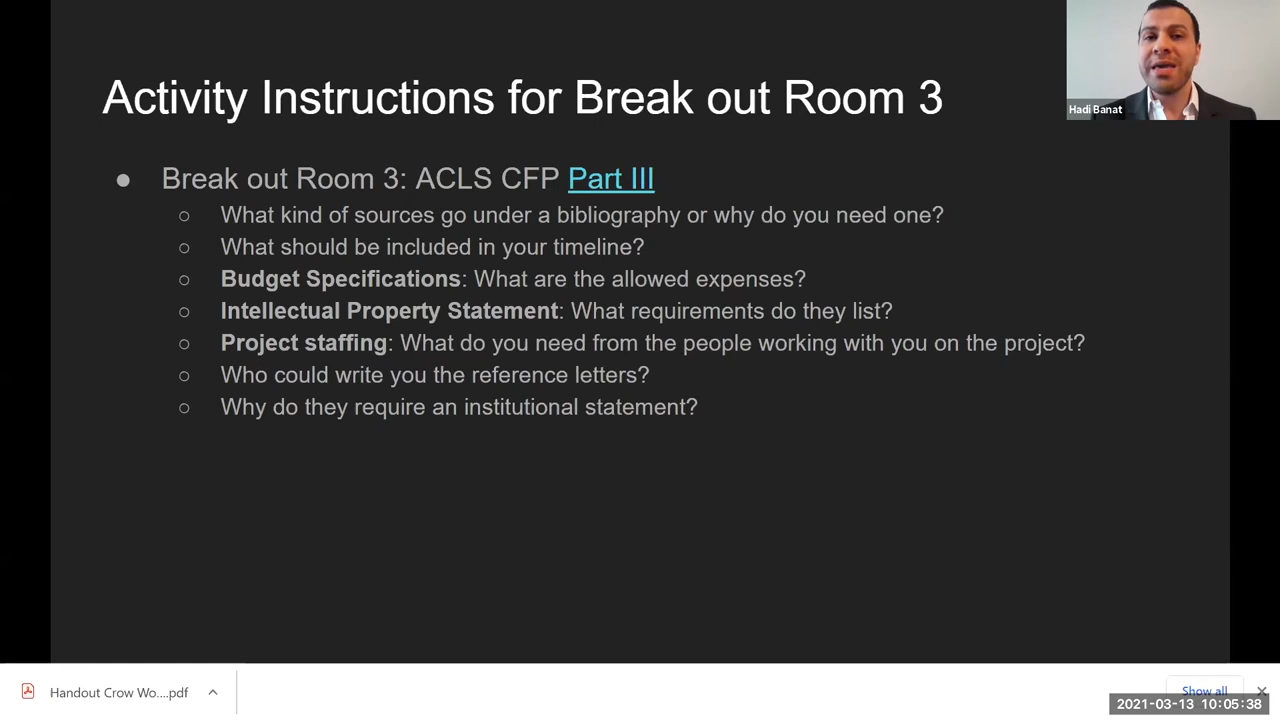 Activity Instructions for Break out Room 3
Hadi Banat
● Break out Room 3: ACLS CFP Part III
○ What kind of sources go under a bibliography or why do you need one?
○ What should be included in your timeline?
○ Budget Specifications: What are the allowed expenses?
○ Intellectual Property Statement: What requirements do they list?
○ Project staffing: What do you need from the people working with you on the project?
○ Who could write you the reference letters?
○ Why do they require an institutional statement?
Handout Crow Wo....pdf
Show all
2021-03-13 10:05:38